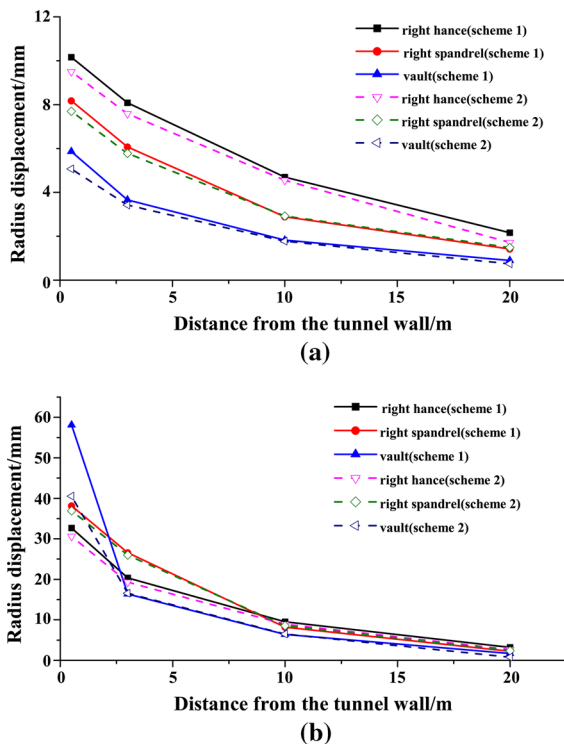 12
8
4
0
Radius displacement/mm
right hance(scheme 1)
right spandrel(scheme 1)
vault(scheme 1)
right hance(scheme 2)
right spandrel(scheme 2)
vault(scheme 2)
0 5 10 15 20
Distance from the tunnel wall/m
(a)
60
50
40
30
20
10
0
Radius displacement/mm
right hance(scheme 1)
right spandrel(scheme 1)
vault(scheme 1)
right hance(scheme 2)
right spandrel(scheme 2)
vault(scheme 2)
0 5 10 15 20
Distance from the tunnel wall/m
(b)